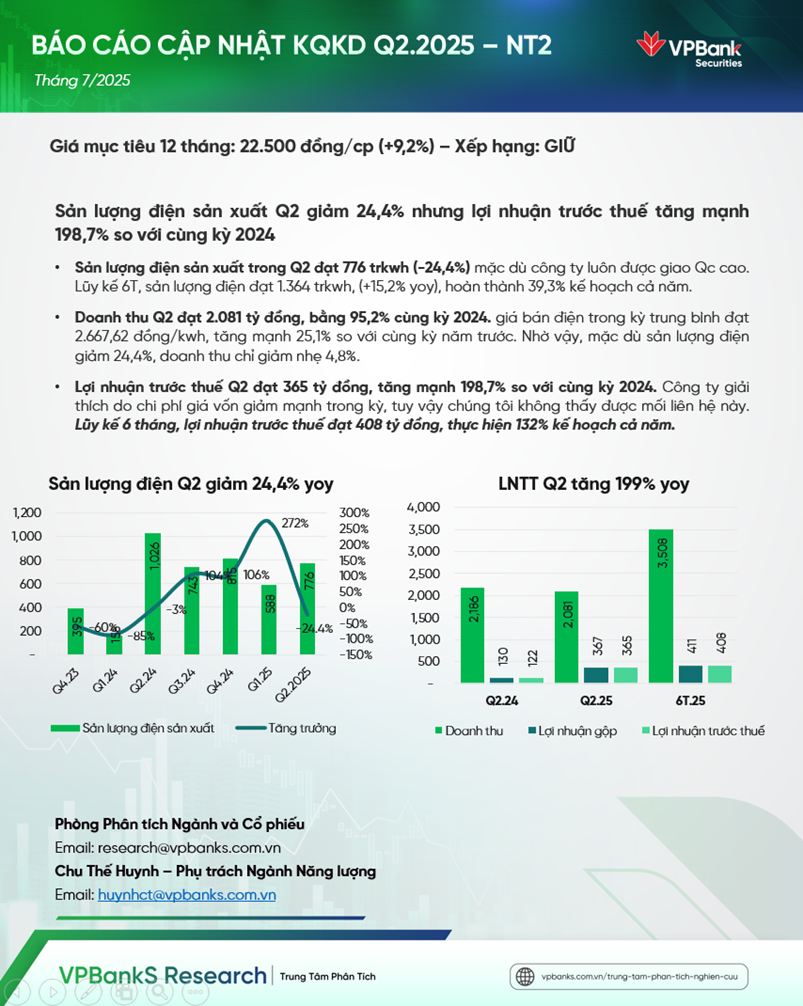 BÁO CÁO CẬP NHẬT KQKD Q2.2025 – NT2
Tháng 7/2025
VPBank
Securities
Giá mục tiêu 12 tháng: 22.500 đồng/cp (+9,2%) – Xếp hạng: GIỮ
Sản lượng điện sản xuất Q2 giảm 24,4% nhưng lợi nhuận trước thuế tăng mạnh
198,7% so với cùng kỳ 2024
• Sản lượng điện sản xuất trong Q2 đạt 776 trkwh (-24,4%) mặc dù công ty luôn được giao Qc cao.
Lũy kế 6T, sản lượng điện đạt 1.364 trkwh, (+15,2% yoy), hoàn thành 39,3% kế hoạch cả năm.
• Doanh thu Q2 đạt 2.081 tỷ đồng, bằng 95,2% cùng kỳ 2024. giá bán điện trong kỳ trung bình đạt
2.667,62 đồng/kwh, tăng mạnh 25,1% so với cùng kỳ năm trước. Nhờ vậy, mặc dù sản lượng điện
giảm 24,4%, doanh thu chỉ giảm nhẹ 4,8%.
• Lợi nhuận trước thuế Q2 đạt 365 tỷ đồng, tăng mạnh 198,7% so với cùng kỳ 2024. Công ty giải
thích do chi phí giá vốn giảm mạnh trong kỳ, tuy vậy chúng tôi không thấy được mối liên hệ này.
Lũy kế 6 tháng, lợi nhuận trước thuế đạt 408 tỷ đồng, thực hiện 132% kế hoạch cả năm.
Sản lượng điện Q2 giảm 24,4% yoy
1,200
1,000
800
600
400
200
-
300%
250%
200%
150%
100%
50%
0%
-50%
-100%
-150%
395
1,026
743
815
588
776
-60%
-85%
-3%
104%
106%
272%
-24.4%
Q4.23
Q1.24
Q2.24
Q3.24
Q4.24
Q1.25
Q2.2025
Sản lượng điện sản xuất
Tăng trưởng
LNTT Q2 tăng 199% yoy
4,000
3,500
3,000
2,500
2,000
1,500
1,000
500
-
2,186
130
122
2,081
367
365
3,508
411
408
Q2.24
Q2.25
6T.25
Doanh thu
Lợi nhuận gộp
Lợi nhuận trước thuế
Phòng Phân tích Ngành và Cổ phiếu
Email: research@vpbanks.com.vn
Chu Thế Huynh – Phụ trách Ngành Năng lượng
Email: huynhct@vpbanks.com.vn
VPBankS Research | Trung Tâm Phân Tích
vpbanks.com.vn/trung-tam-phan-tich-nghien-cuu